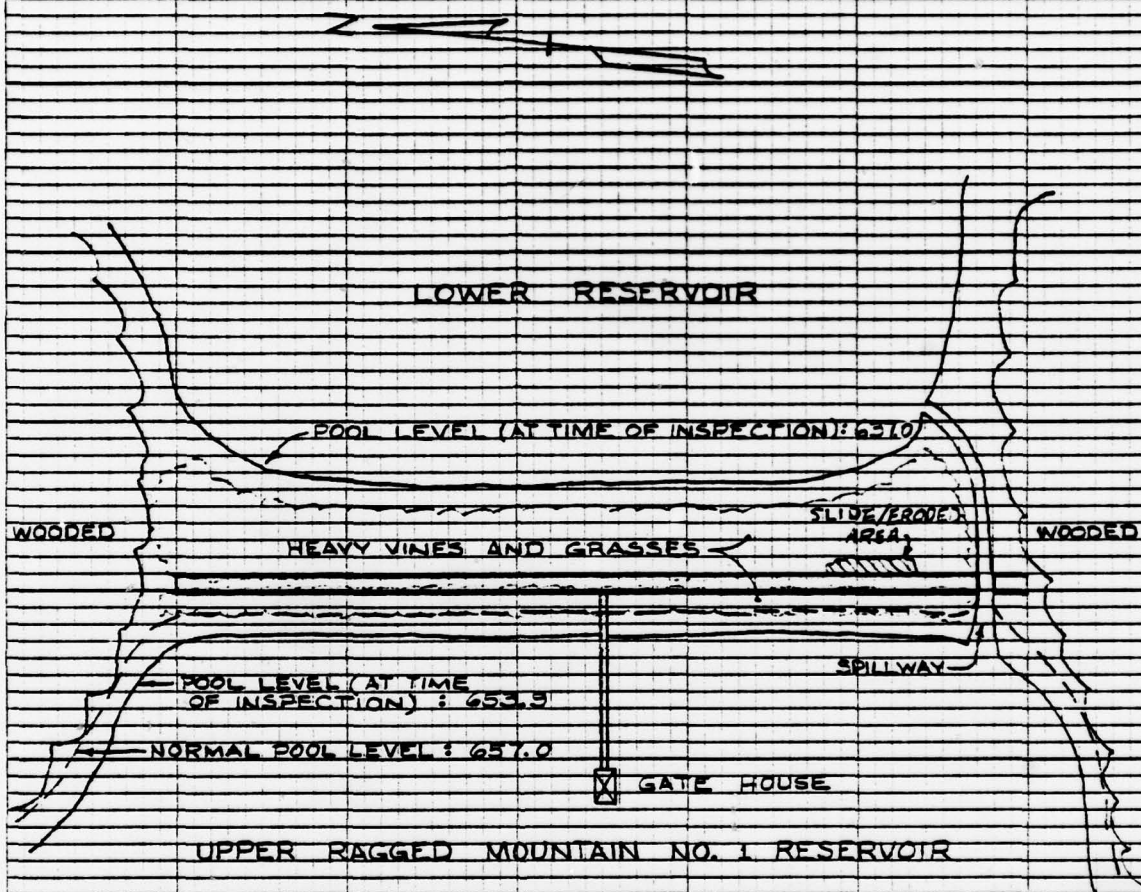 N
LOWER RESERVOIR
POOL LEVEL (AT TIME OF INSPECTION): 637.0
WOODED
SLIDE/ERODED
AREA
WOODED
HEAVY VINES AND GRASSES
SPILLWAY
POOL LEVEL (AT TIME
OF INSPECTION) : 653.9
NORMAL POOL LEVEL : 657.0
GATE HOUSE
UPPER RAGGED MOUNTAIN NO. 1 RESERVOIR